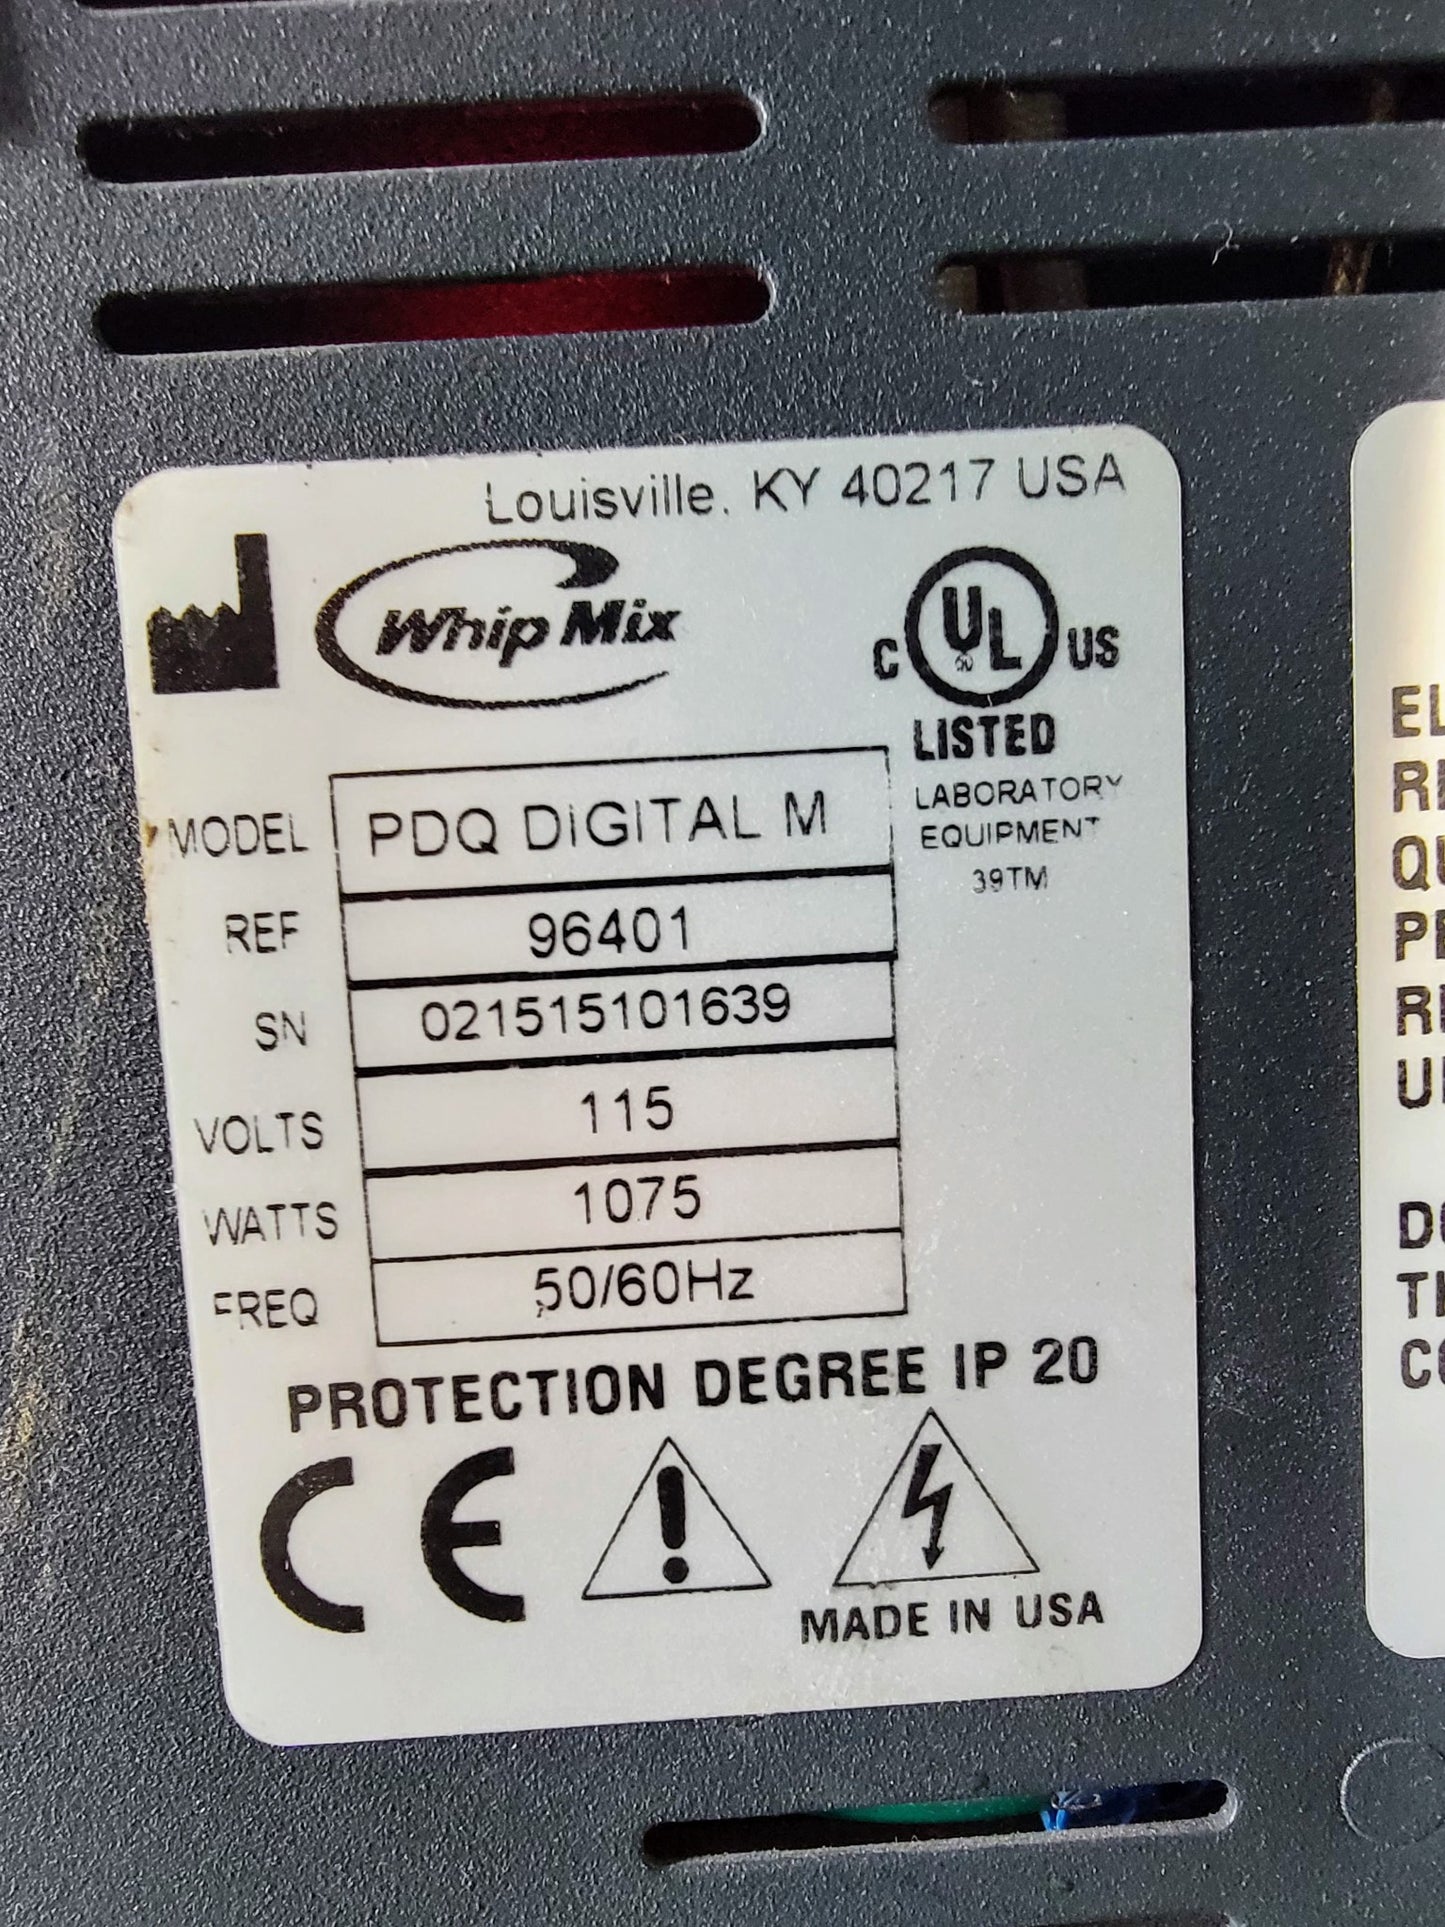 Louisville, KY 40217 USA
Whip Mix
C UL US
®
LISTED
LABORATORY
EQUIPMENT
39TM
MODEL PDQ DIGITAL M
REF 96401
SN 021515101639
VOLTS 115
WATTS 1075
FREQ 50/60Hz
PROTECTION DEGREE IP 20
CE
MADE IN USA